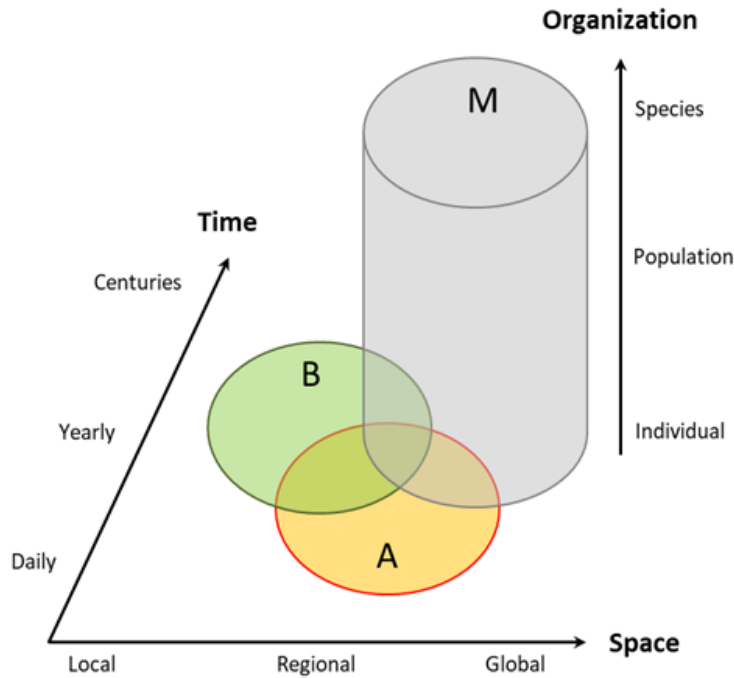 Organization
M
Species
Time
Population
Centuries
B
Yearly
Individual
A
Daily
Space
Local
Regional
Global